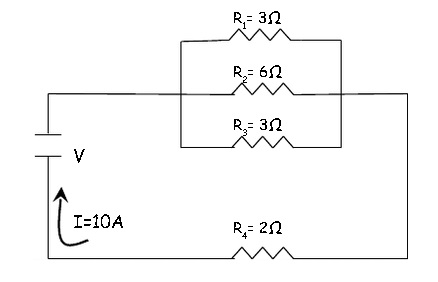 R₁= 3Ω
R₂= 6Ω
R₃= 3Ω
V
I=10A
R₄= 2Ω